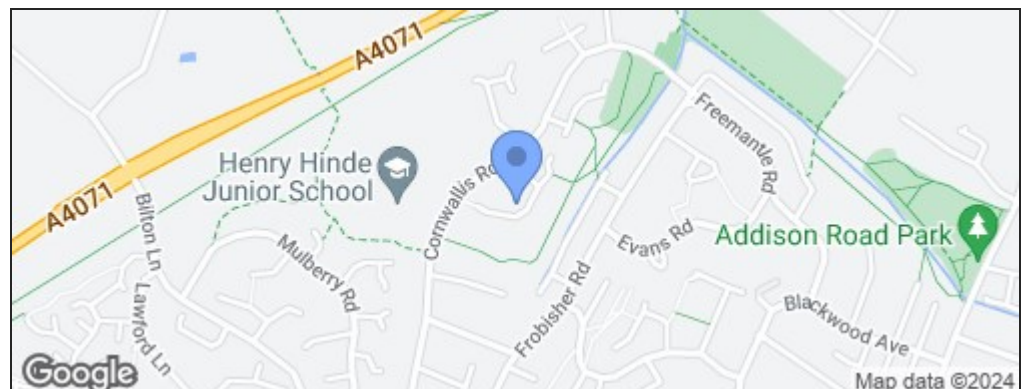 A4071
Freemantle Rd
Henry Hinde
Junior School
Cornwallis Rd
A4071
Bilton Ln
Mulberry Rd
Evans Rd
Addison Road Park
Lawford Ln
Frobisher Rd
Blackwood Ave
Google
Map data ©2024